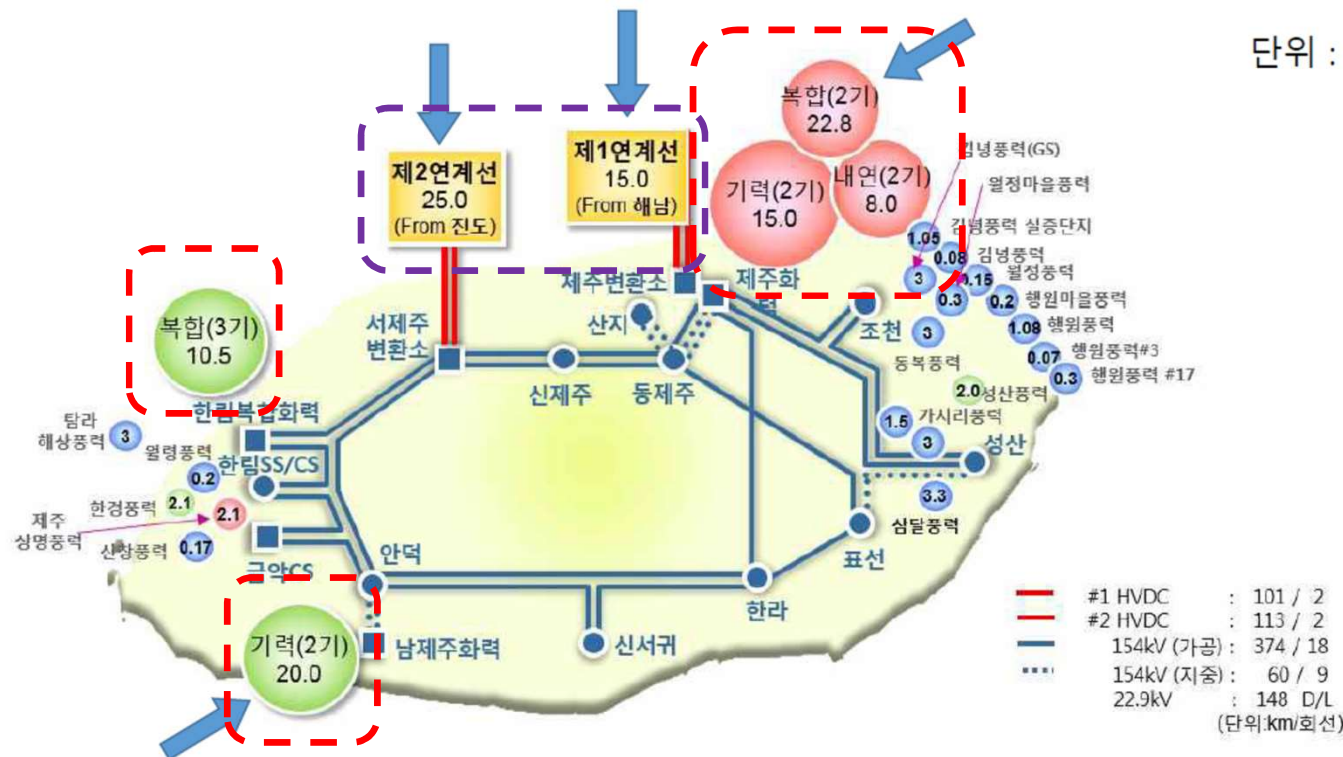 단위 :
복합(2기)
22.8
기력(2기)
15.0
내연(2기)
8.0
제1연계선
15.0
(From 해남)
제2연계선
25.0
(From 진도)
복합(3기)
10.5
기력(2기)
20.0
김녕풍력(GS)
월정마을풍력
김녕풍력 실증단지
1.05
김녕풍력
0.08
월정풍력
0.15
3
0.3
행원마을풍력
0.2
행원풍력
1.08
행원풍력#3
0.07
행원풍력 #17
0.3
3
동복풍력
2.0
성산풍력
1.5
가시리풍력
3
3.3
삼달풍력
제주변환소
제주화
력
산지
조천
서제주
변환소
신제주
동제주
성산
표선
한라
신서귀
안덕
남제주화력
한림복합화력
한림SS/CS
금악CS
탐라
해상풍력
3
월령풍력
0.2
한경풍력
2.1
2.1
제주
상명풍력
신창풍력
0.17
#1 HVDC : 101 / 2
#2 HVDC : 113 / 2
154kV (가공) : 374 / 18
154kV (지중) : 60 / 9
22.9kV : 148 D/L
(단위:km/회선)